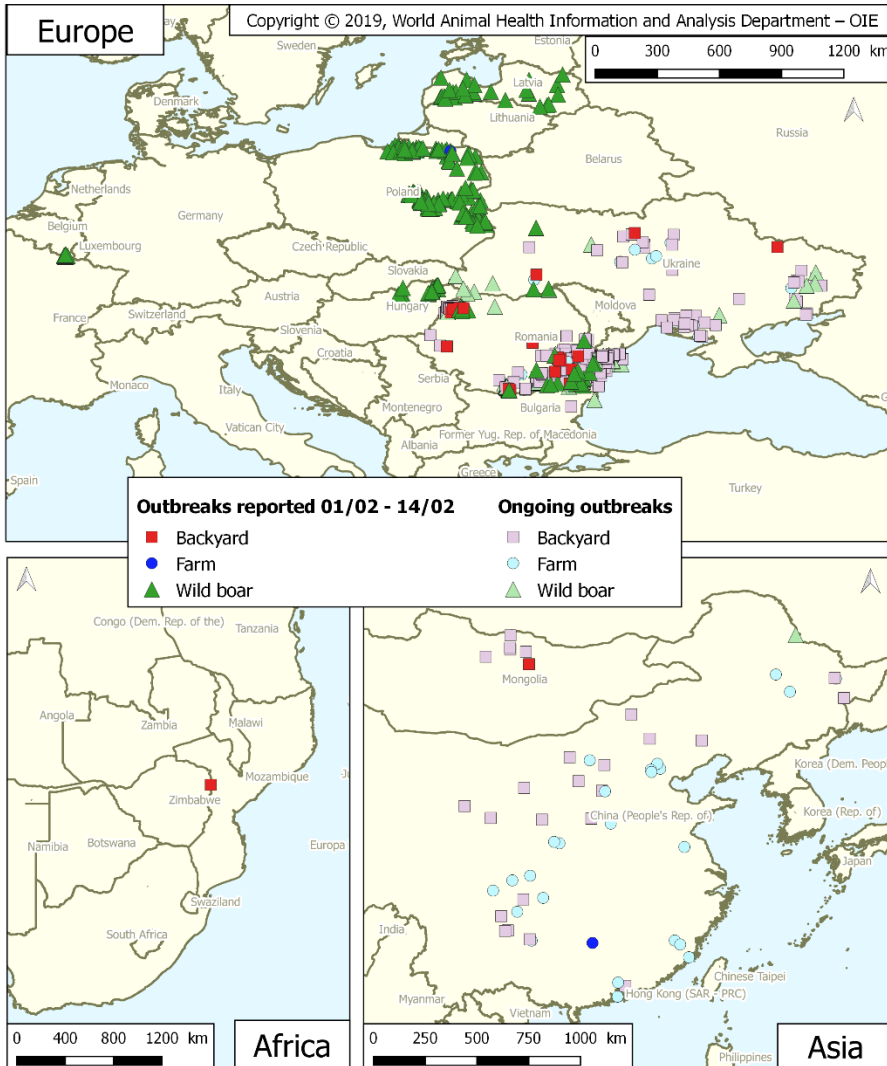 Europe
Copyright © 2019, World Animal Health Information and Analysis Department – OIE
0 300 600 900 1200 km
Sweden
Estonia
Latvia
Denmark
Lithuania
Russia
Belarus
Netherlands
Poland
Germany
Belgium
Luxembourg
Czech Republic
Ukraine
Slovakia
Austria
Hungary
Moldova
France
Switzerland
Slovenia
Romania
Croatia
Serbia
Monaco
Italy
Montenegro
Bulgaria
Vatican City
Albania
Former Yug. Rep. of Macedonia
Spain
Greece
Turkey
Outbreaks reported 01/02 - 14/02
Backyard
Farm
Wild boar
Ongoing outbreaks
Backyard
Farm
Wild boar
Congo (Dem. Rep. of the)
Tanzania
Angola
Zambia
Malawi
Mozambique
Zimbabwe
Namibia
Botswana
Europa
Swaziland
South Africa
0 400 800 1200 km
Africa
Mongolia
Korea (Dem. Peop
China (People's Rep. of)
Korea (Rep. of)
Japan
India
Chinese Taipei
Hong Kong (SAR - PRC)
Myanmar
Vietnam
Philippines
0 250 500 750 1000 km
Asia